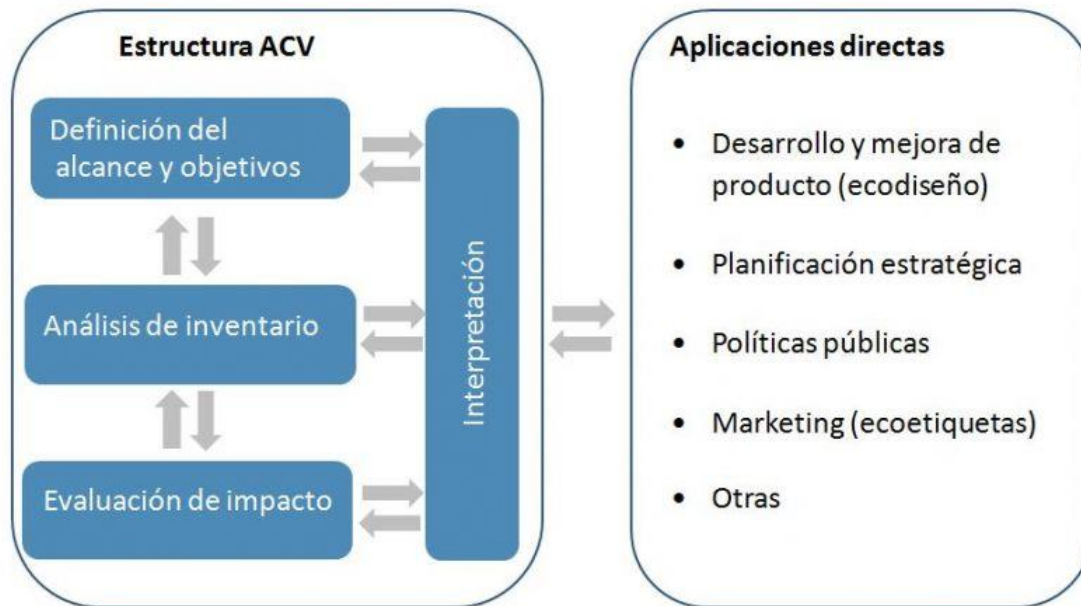 Estructura ACV
Definición del
alcance y objetivos
Análisis de inventario
Evaluación de impacto
Interpretación
Aplicaciones directas
• Desarrollo y mejora de
producto (ecodiseño)
• Planificación estratégica
• Políticas públicas
• Marketing (ecoetiquetas)
• Otras